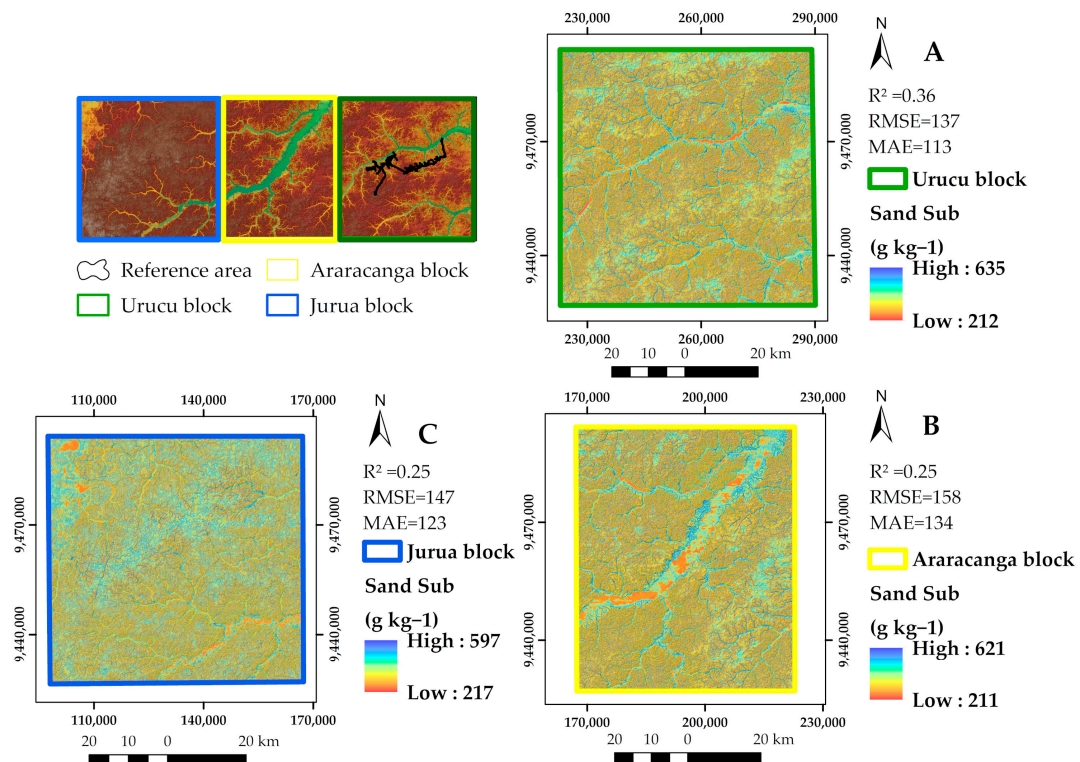 Reference area
Araracanga block
Urucu block
Jurua block
230,000
260,000
290,000
9,470,000
9,440,000
230,000
260,000
290,000
20
10
0
20 km
N
A
R² =0.36
RMSE=137
MAE=113
Urucu block
Sand Sub
(g kg–1)
High : 635
Low : 212
110,000
140,000
170,000
9,470,000
9,470,000
9,440,000
9,440,000
110,000
140,000
170,000
20
10
0
20 km
N
C
R² =0.25
RMSE=147
MAE=123
Jurua block
Sand Sub
(g kg–1)
High : 597
Low : 217
170,000
200,000
230,000
9,470,000
9,470,000
9,440,000
9,440,000
170,000
200,000
230,000
20
10
0
20 km
N
B
R² =0.25
RMSE=158
MAE=134
Araracanga block
Sand Sub
(g kg–1)
High : 621
Low : 211